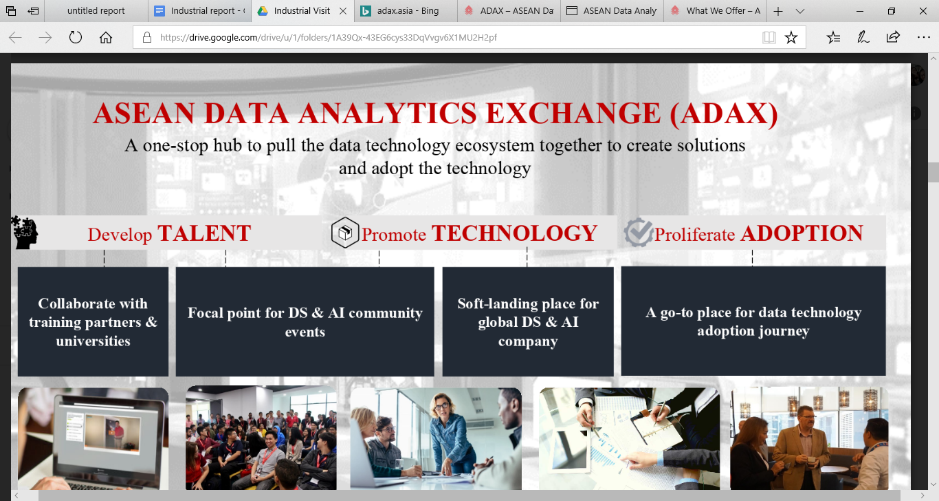 untitled report
Industrial report - (
Industrial Visit
adax.asia - Bing
ADAX – ASEAN Da
ASEAN Data Analy
What We Offer – A
https://drive.google.com/drive/u/1/folders/1A39Qx-43EG6cys33DqVvgv6X1MU2H2pf
ASEAN DATA ANALYTICS EXCHANGE (ADAX)
A one-stop hub to pull the data technology ecosystem together to create solutions
and adopt the technology
Develop TALENT
Promote TECHNOLOGY
Proliferate ADOPTION
Collaborate with
training partners &
universities
Focal point for DS & AI community
events
Soft-landing place for
global DS & AI
company
A go-to place for data technology
adoption journey